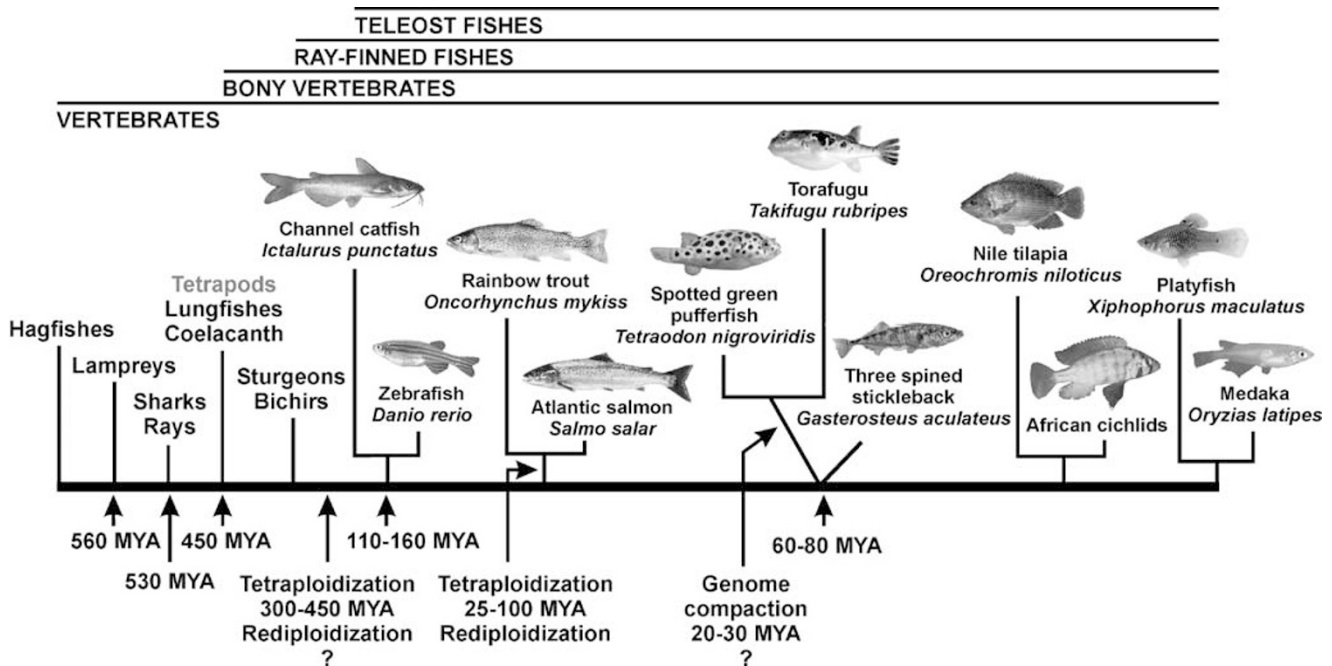 TELEOST FISHES
RAY-FINNED FISHES
BONY VERTEBRATES
VERTEBRATES
Hagfishes
Lampreys
Sharks
Rays
Tetrapods
Lungfishes
Coelacanth
Sturgeons
Bichirs
Channel catfish
Ictalurus punctatus
Zebrafish
Danio rerio
Rainbow trout
Oncorhynchus mykiss
Atlantic salmon
Salmo salar
Spotted green
pufferfish
Tetraodon nigroviridis
Torafugu
Takifugu rubripes
Three spined
stickleback
Gasterosteus aculateus
Nile tilapia
Oreochromis niloticus
African cichlids
Platyfish
Xiphophorus maculatus
Medaka
Oryzias latipes
560 MYA
530 MYA
450 MYA
Tetraploidization
300-450 MYA
Rediploidization
?
110-160 MYA
Tetraploidization
25-100 MYA
Rediploidization
Genome
compaction
20-30 MYA
?
60-80 MYA